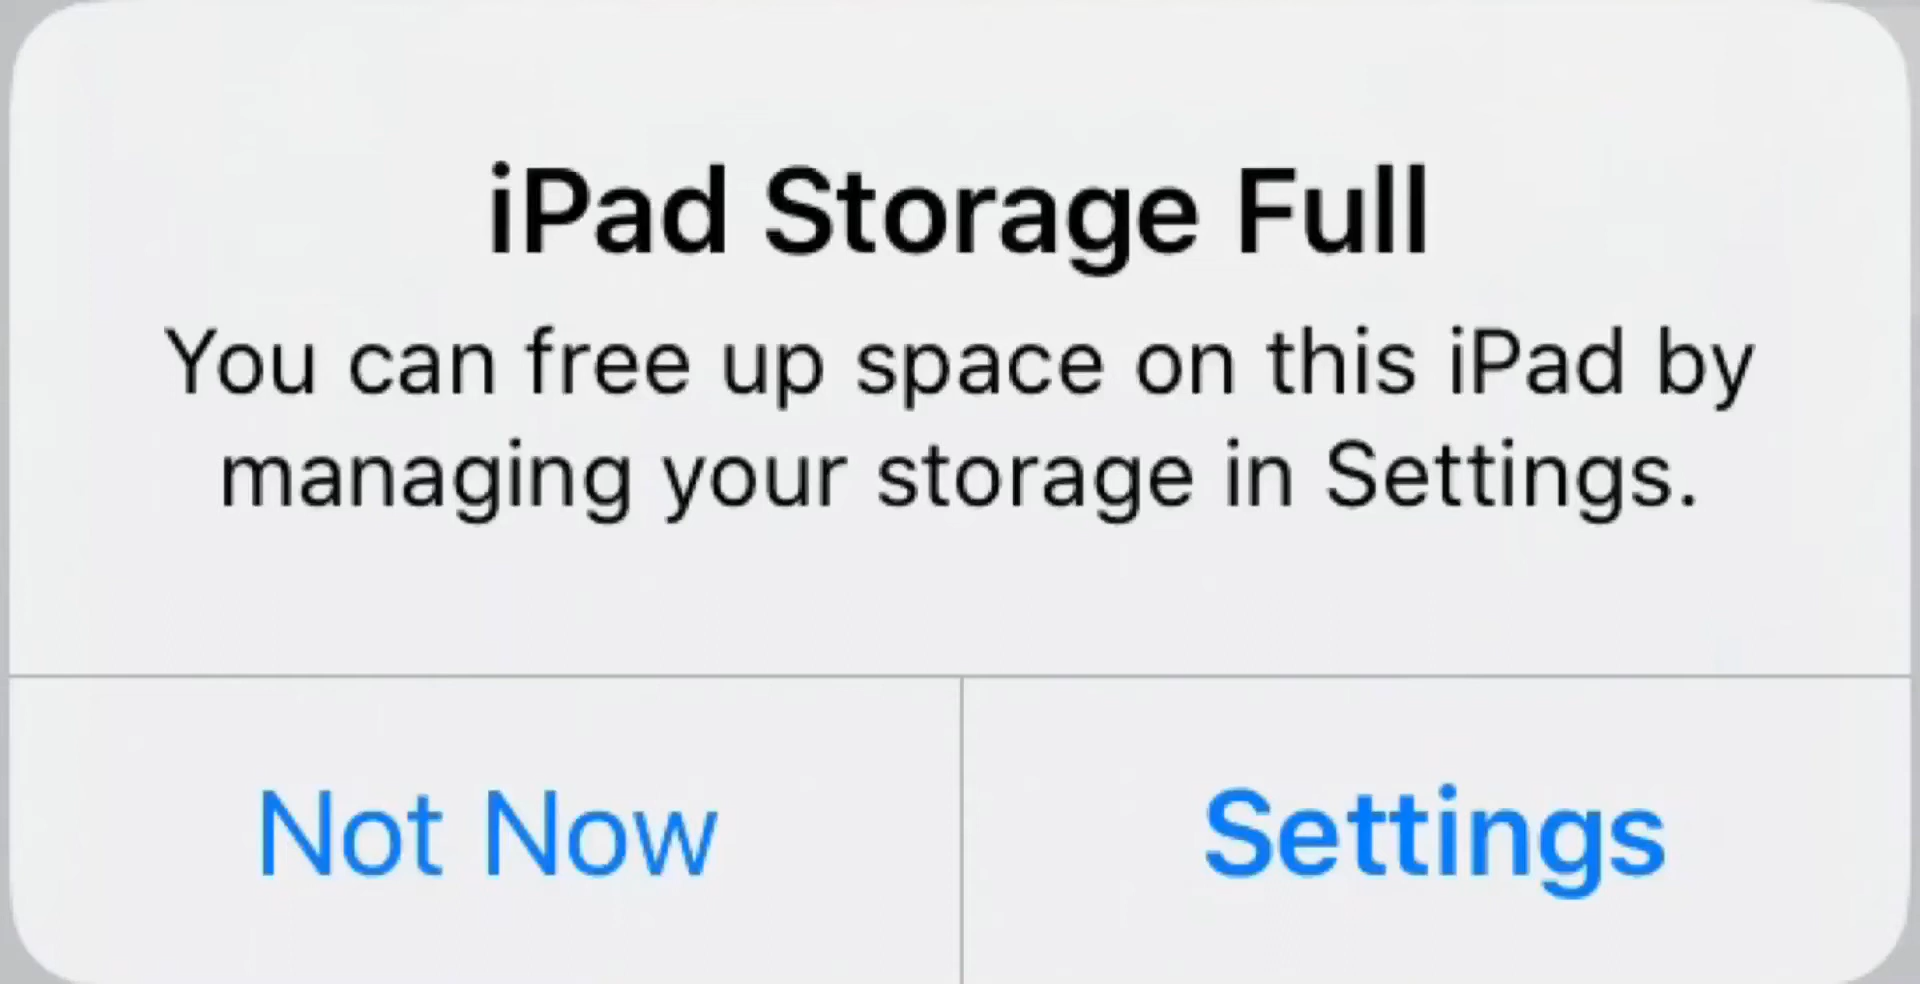 iPad Storage Full
You can free up space on this iPad by
managing your storage in Settings.
Not Now
Settings